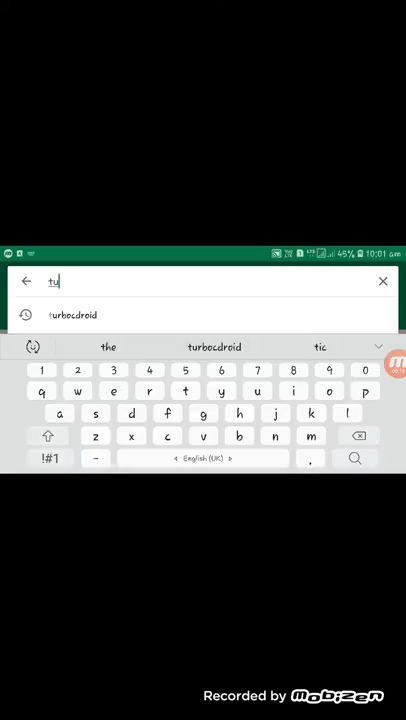 45% 10:01 am
tu
turbocdroid
the turbocdroid tic
1 2 3 4 5 6 7 8 9 0
q w e r t y u i o p
a s d f g h j k l
z x c v b n m
!#1 - English (UK) .
Recorded by Mobizen